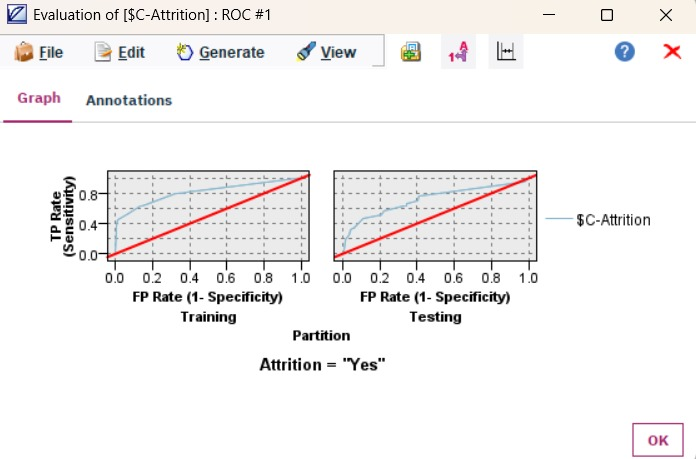 Evaluation of [$C-Attrition] : ROC #1
File Edit Generate View
Graph Annotations
TP Rate
(Sensitivity)
0.8
0.4
0.0
0.0 0.2 0.4 0.6 0.8 1.0
FP Rate (1- Specificity)
Training
0.0 0.2 0.4 0.6 0.8 1.0
FP Rate (1- Specificity)
Testing
$C-Attrition
Partition
Attrition = "Yes"
OK